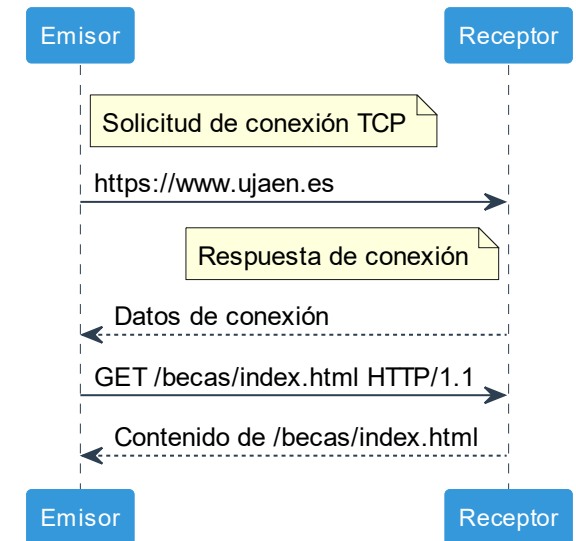 Emisor
Receptor
Solicitud de conexión TCP
https://www.ujaen.es
Respuesta de conexión
Datos de conexión
GET /becas/index.html HTTP/1.1
Contenido de /becas/index.html
Emisor
Receptor